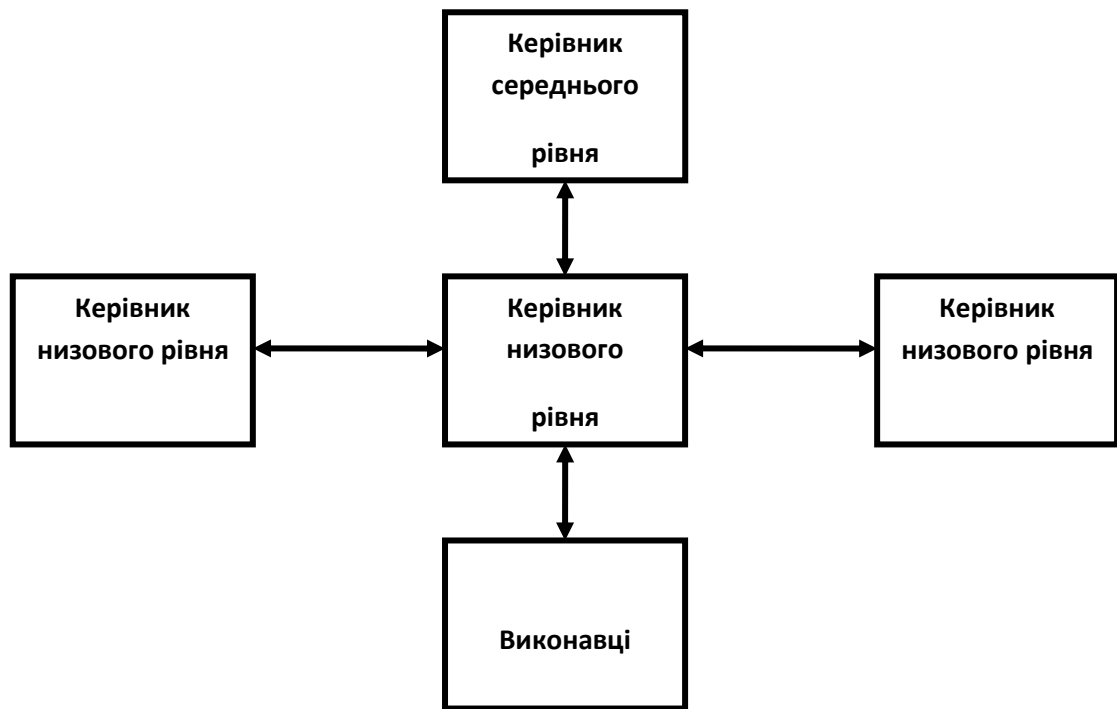 Керівник
середнього
рівня
Керівник
низового рівня
Керівник
низового
рівня
Керівник
низового рівня
Виконавці